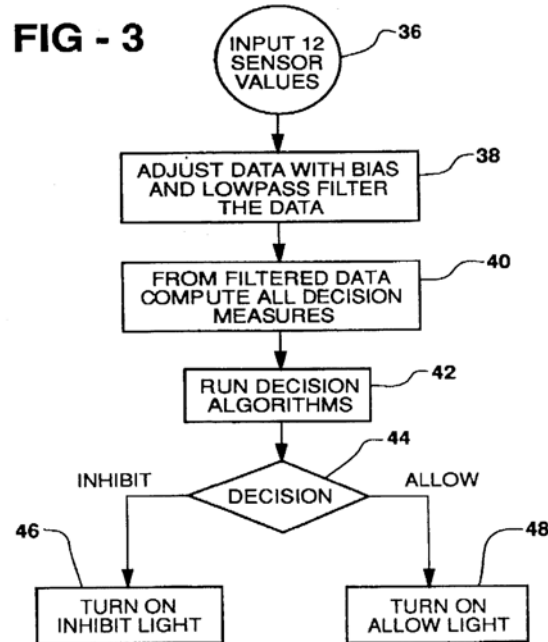 FIG - 3
INPUT 12
SENSOR
VALUES
36
ADJUST DATA WITH BIAS
AND LOWPASS FILTER
THE DATA
38
FROM FILTERED DATA
COMPUTE ALL DECISION
MEASURES
40
RUN DECISION
ALGORITHMS
42
DECISION
44
INHIBIT
ALLOW
46
TURN ON
INHIBIT LIGHT
48
TURN ON
ALLOW LIGHT